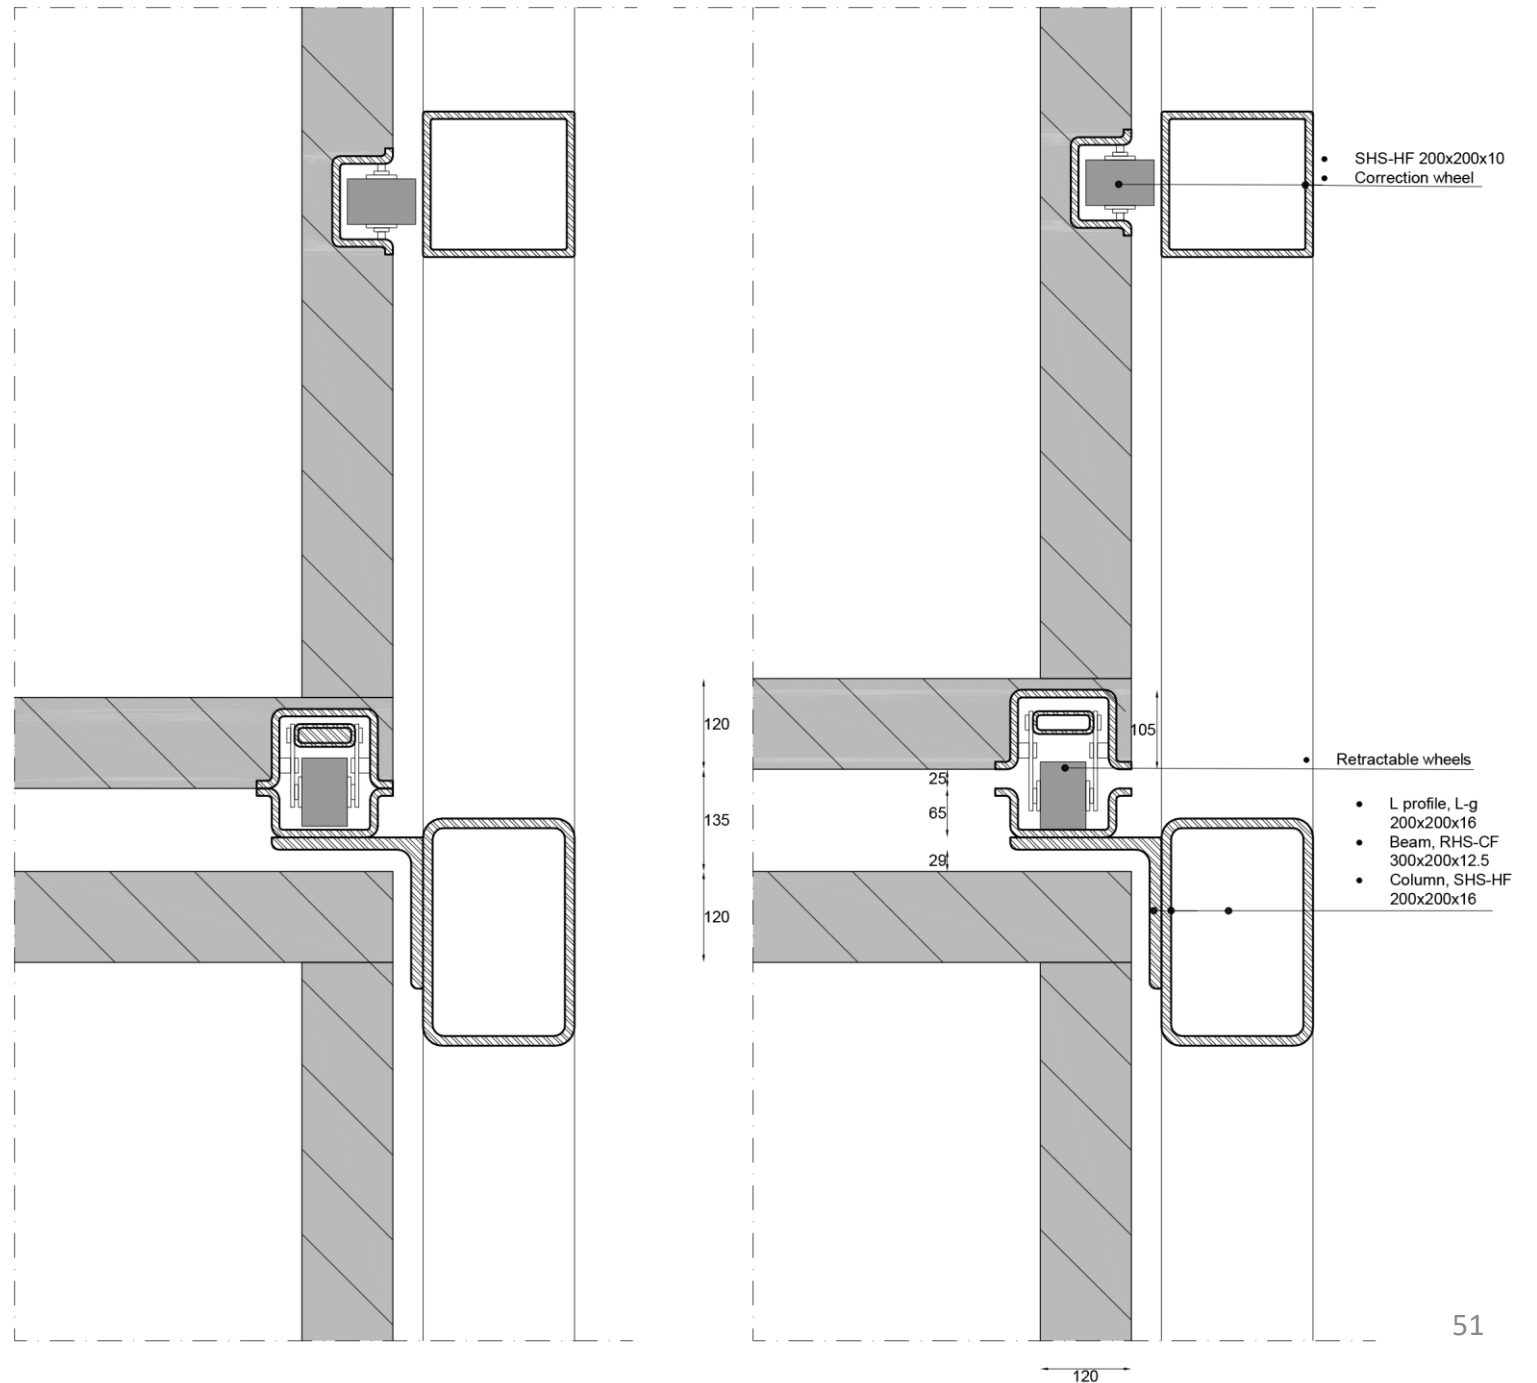 SHS-HF 200x200x10
Correction wheel
120
105
25
Retractable wheels
65
135
L profile, L-g
200x200x16
Beam, RHS-CF
300x200x12.5
29
Column, SHS-HF
200x200x16
120
51
120